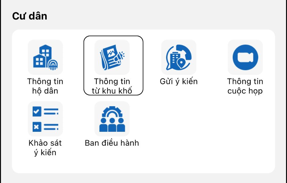 Cư dân
Thông tin
hộ dân
Thông tin
từ khu khố
Gửi ý kiến
Thông tin
cuộc họp
Khảo sát
ý kiến
Ban điều hành